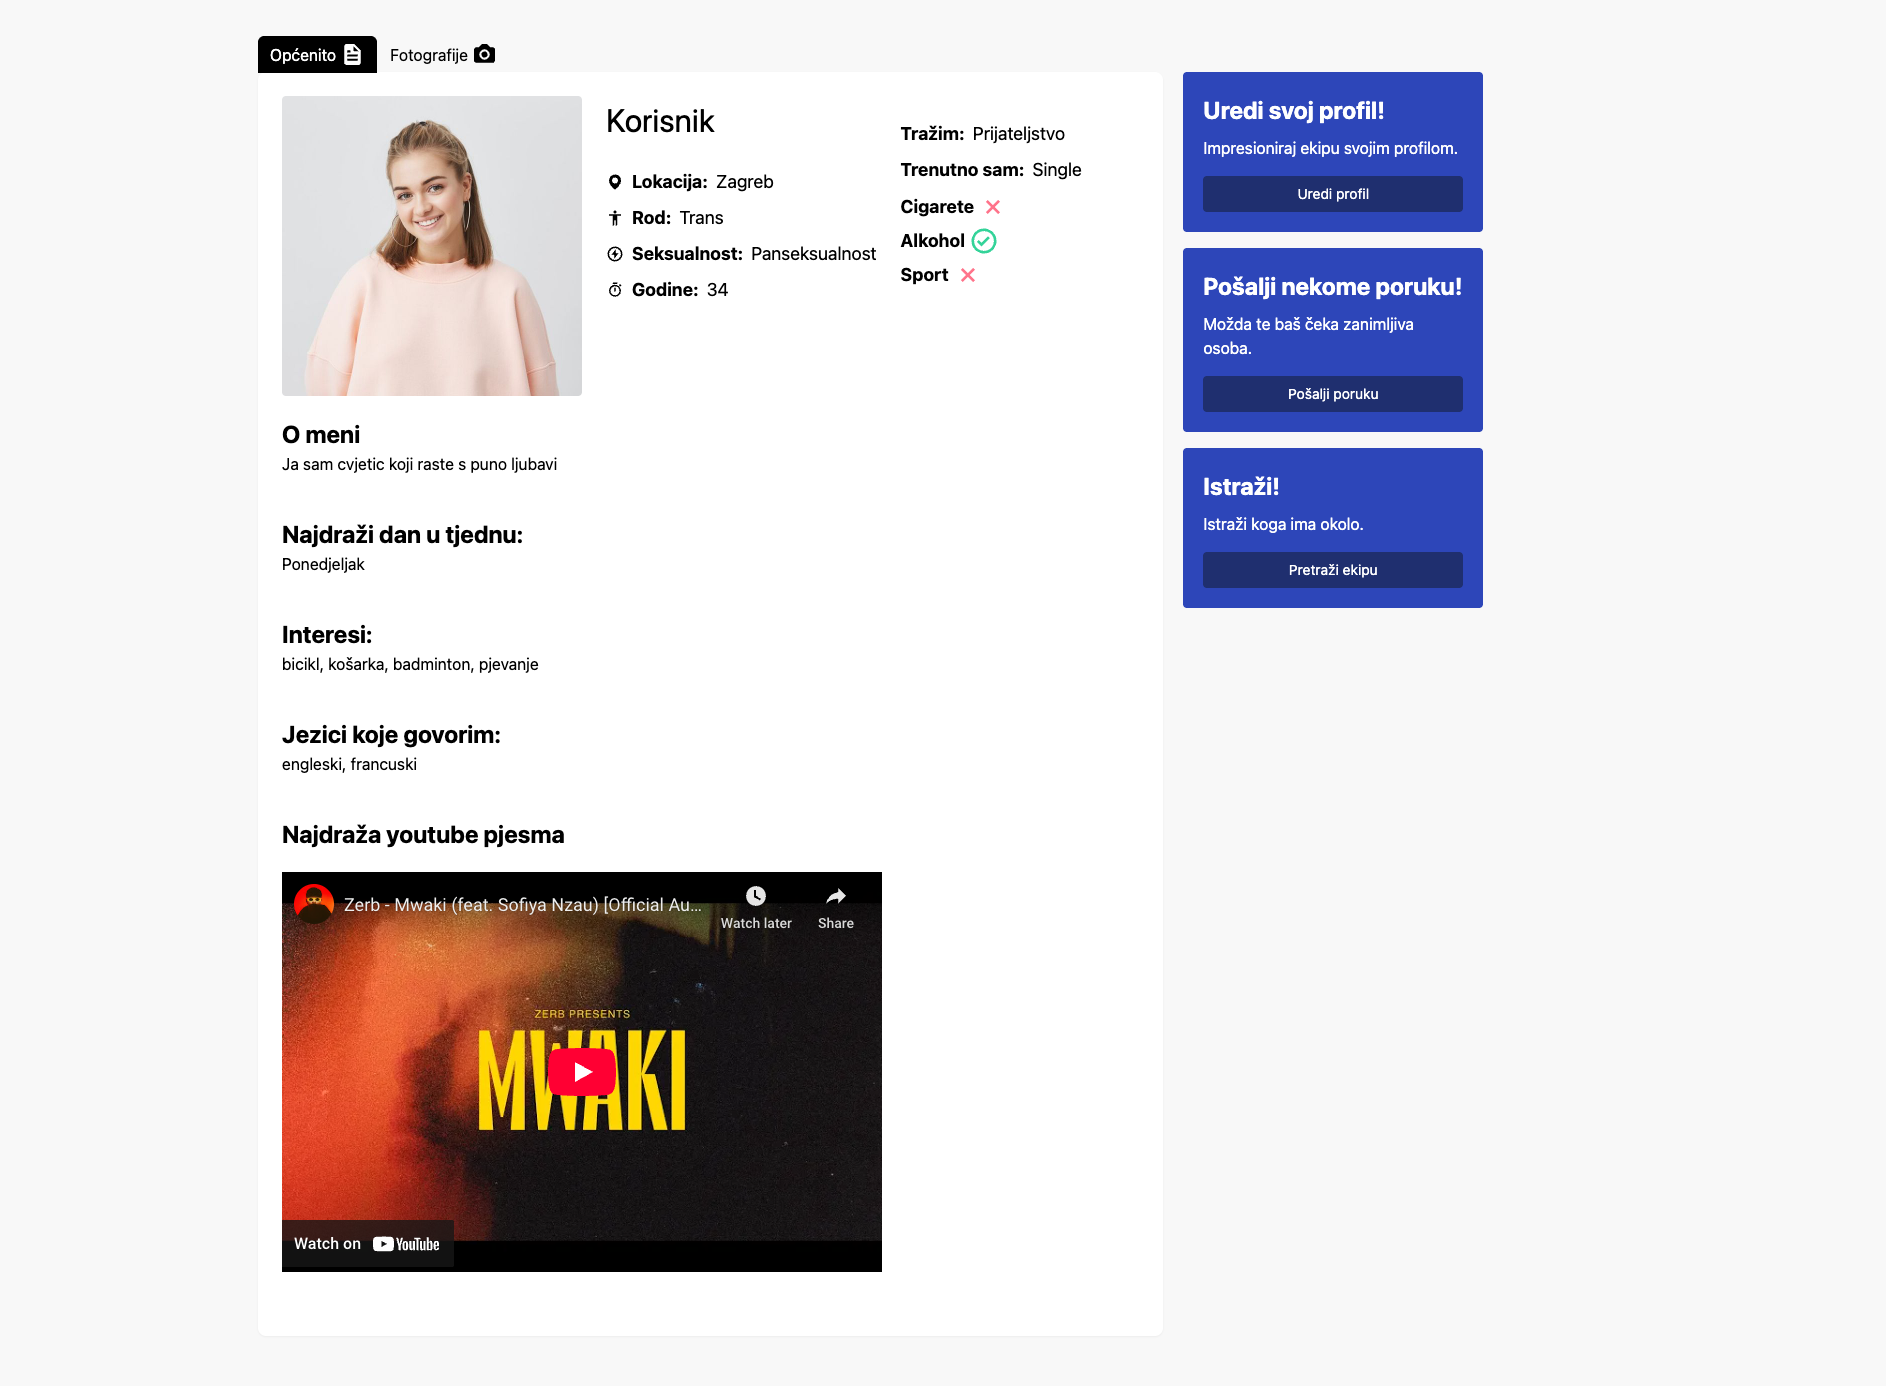 Općenito
Fotografije
Korisnik
Lokacija: Zagreb
Rod: Trans
Seksualnost: Panseksualnost
Godine: 34
Tražim: Prijateljstvo
Trenutno sam: Single
Cigarete
Alkohol
Sport
O meni
Ja sam cvjetic koji raste s puno ljubavi
Najdraži dan u tjednu:
Ponedjeljak
Interesi:
bicikl, košarka, badminton, pjevanje
Jezici koje govorim:
engleski, francuski
Najdraža youtube pjesma
Zerb - Mwaki (feat. Sofiya Nzau) [Official Au...
Watch later
Share
ZERB PRESENTS
MWAKI
Watch on YouTube
Uredi svoj profil!
Impresioniraj ekipu svojim profilom.
Uredi profil
Pošalji nekome poruku!
Možda te baš čeka zanimljiva
osoba.
Pošalji poruku
Istraži!
Istraži koga ima okolo.
Pretraži ekipu